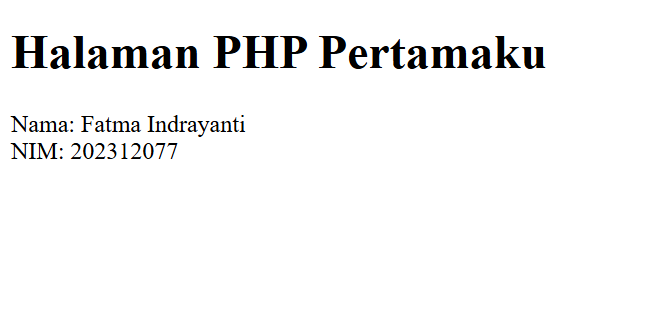 Halaman PHP Pertamaku
Nama: Fatma Indrayanti
NIM: 202312077